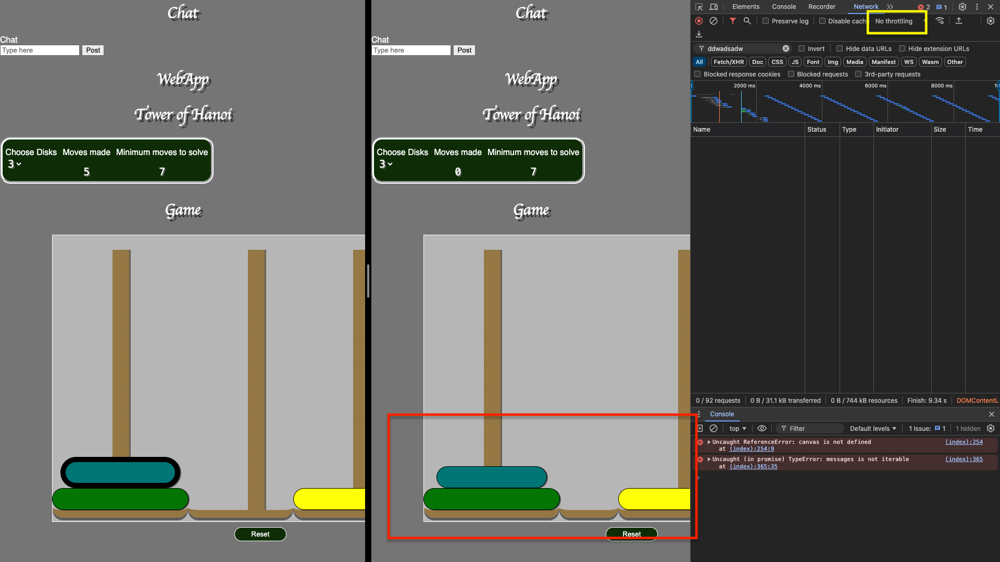 Chat
Chat
Type here
Post
WebApp
Tower of Hanoi
Choose Disks Moves made Minimum moves to solve
3
5 7
Game
Reset
Chat
Chat
Type here
Post
WebApp
Tower of Hanoi
Choose Disks Moves made Minimum moves to solve
3
0 7
Game
Reset
Elements Console Recorder Network 2 1
Preserve log Disable cache No throttling
ddwadsadw Invert Hide data URLs Hide extension URLs
All Fetch/XHR Doc CSS JS Font Img Media Manifest WS Wasm Other
Blocked response cookies Blocked requests 3rd-party requests
2000 ms 4000 ms 6000 ms 8000 ms
Name Status Type Initiator Size Time
0 / 92 requests 0 B / 31.1 kB transferred 0 B / 744 kB resources Finish: 9.34 s DOMContentL
Console
top Filter Default levels 1 Issue: 1 1 hidden
Uncaught ReferenceError: canvas is not defined (index):254
at (index):254:9
Uncaught (in promise) TypeError: messages is not iterable (index):365
at (index):365:35